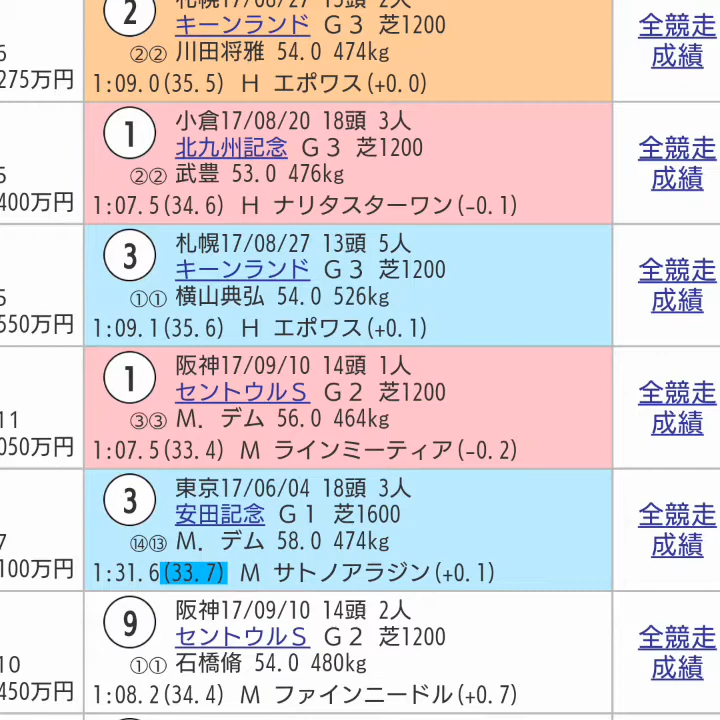 札幌17/08/27 13頭 2人
2 キーンランド G3 芝1200
②② 川田将雅 54.0 474kg
275万円 1:09.0(35.5) H エポワス(+0.0)
全競走
成績
小倉17/08/20 18頭 3人
1 北九州記念 G3 芝1200
②② 武豊 53.0 476kg
400万円 1:07.5(34.6) H ナリタスターワン(-0.1)
全競走
成績
札幌17/08/27 13頭 5人
3 キーンランド G3 芝1200
①① 横山典弘 54.0 526kg
550万円 1:09.1(35.6) H エポワス(+0.1)
全競走
成績
阪神17/09/10 14頭 1人
1 セントウルS G2 芝1200
11 ③③ M. デム 56.0 464kg
050万円 1:07.5(33.4) M ラインミーティア(-0.2)
全競走
成績
東京17/06/04 18頭 3人
3 安田記念 G1 芝1600
7 ⑭⑬ M. デム 58.0 474kg
100万円 1:31.6(33.7) M サトノアラジン(+0.1)
全競走
成績
阪神17/09/10 14頭 2人
9 セントウルS G2 芝1200
10 ①① 石橋脩 54.0 480kg
450万円 1:08.2(34.4) M ファインニードル(+0.7)
全競走
成績